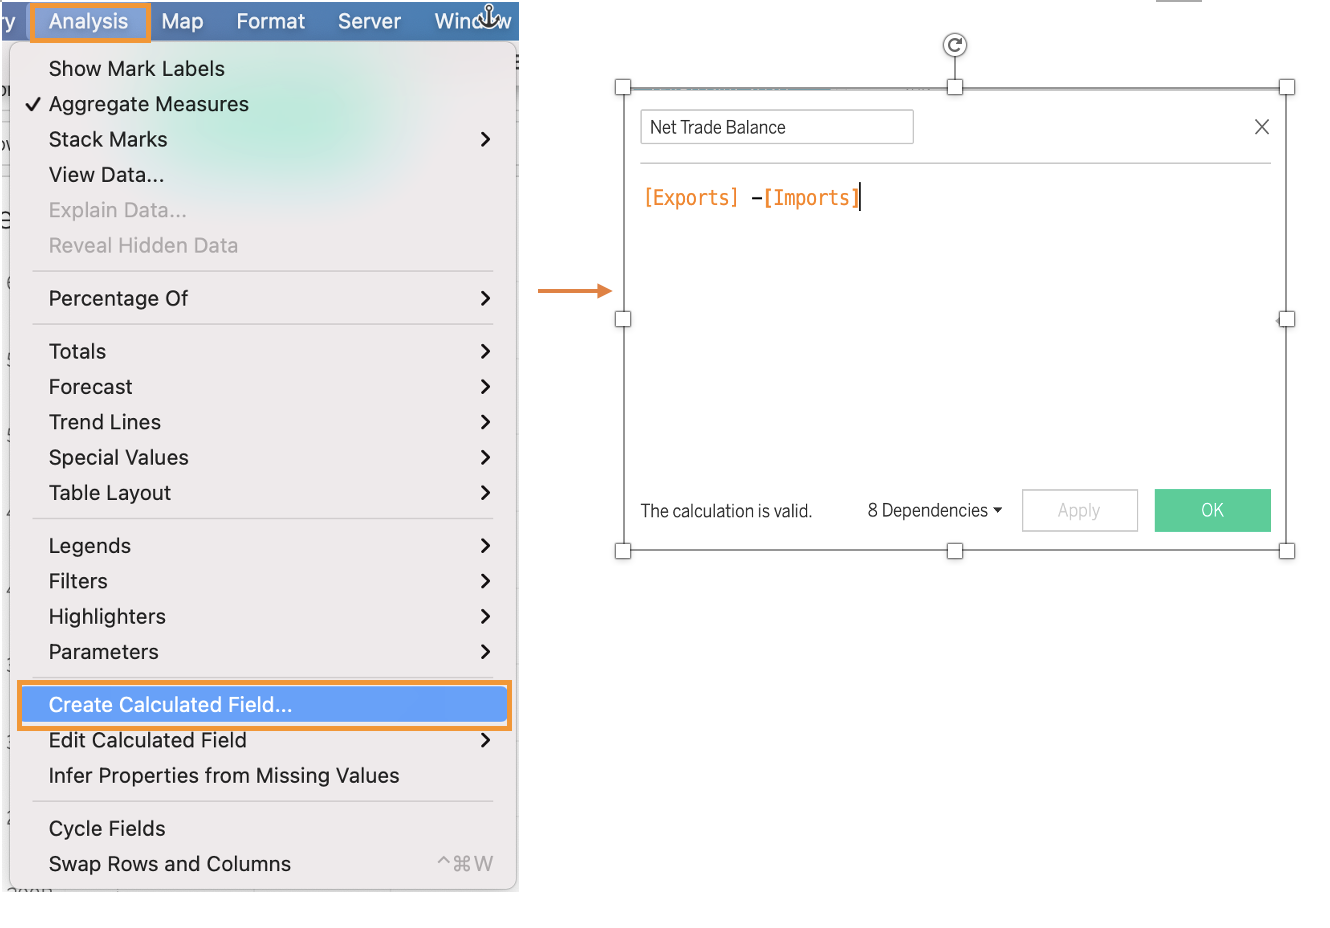 Analysis Map Format Server Window
Show Mark Labels
✓ Aggregate Measures
Stack Marks
View Data...
Explain Data...
Reveal Hidden Data
Percentage Of
Totals
Forecast
Trend Lines
Special Values
Table Layout
Legends
Filters
Highlighters
Parameters
Create Calculated Field...
Edit Calculated Field
Infer Properties from Missing Values
Cycle Fields
Swap Rows and Columns ^⌘W
Net Trade Balance
[Exports] -[Imports]
The calculation is valid. 8 Dependencies Apply OK